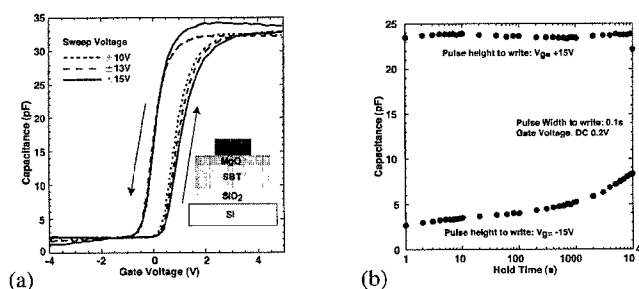 35
30
25
20
15
10
5
0
Capacitance (pF)
Sweep Voltage
10V
13V
15V
MgO
SBT
SiO2
Si
-4
-2
0
2
4
Gate Voltage (V)
(a)
25
20
15
10
5
0
Capacitance (pF)
Pulse height to write: Vg= +15V
Pulse Width to write: 0.1s
Gate Voltage: DC 0.2V
Pulse height to write: Vg= -15V
1
10
100
1000
10
4
Hold Time (s)
(b)